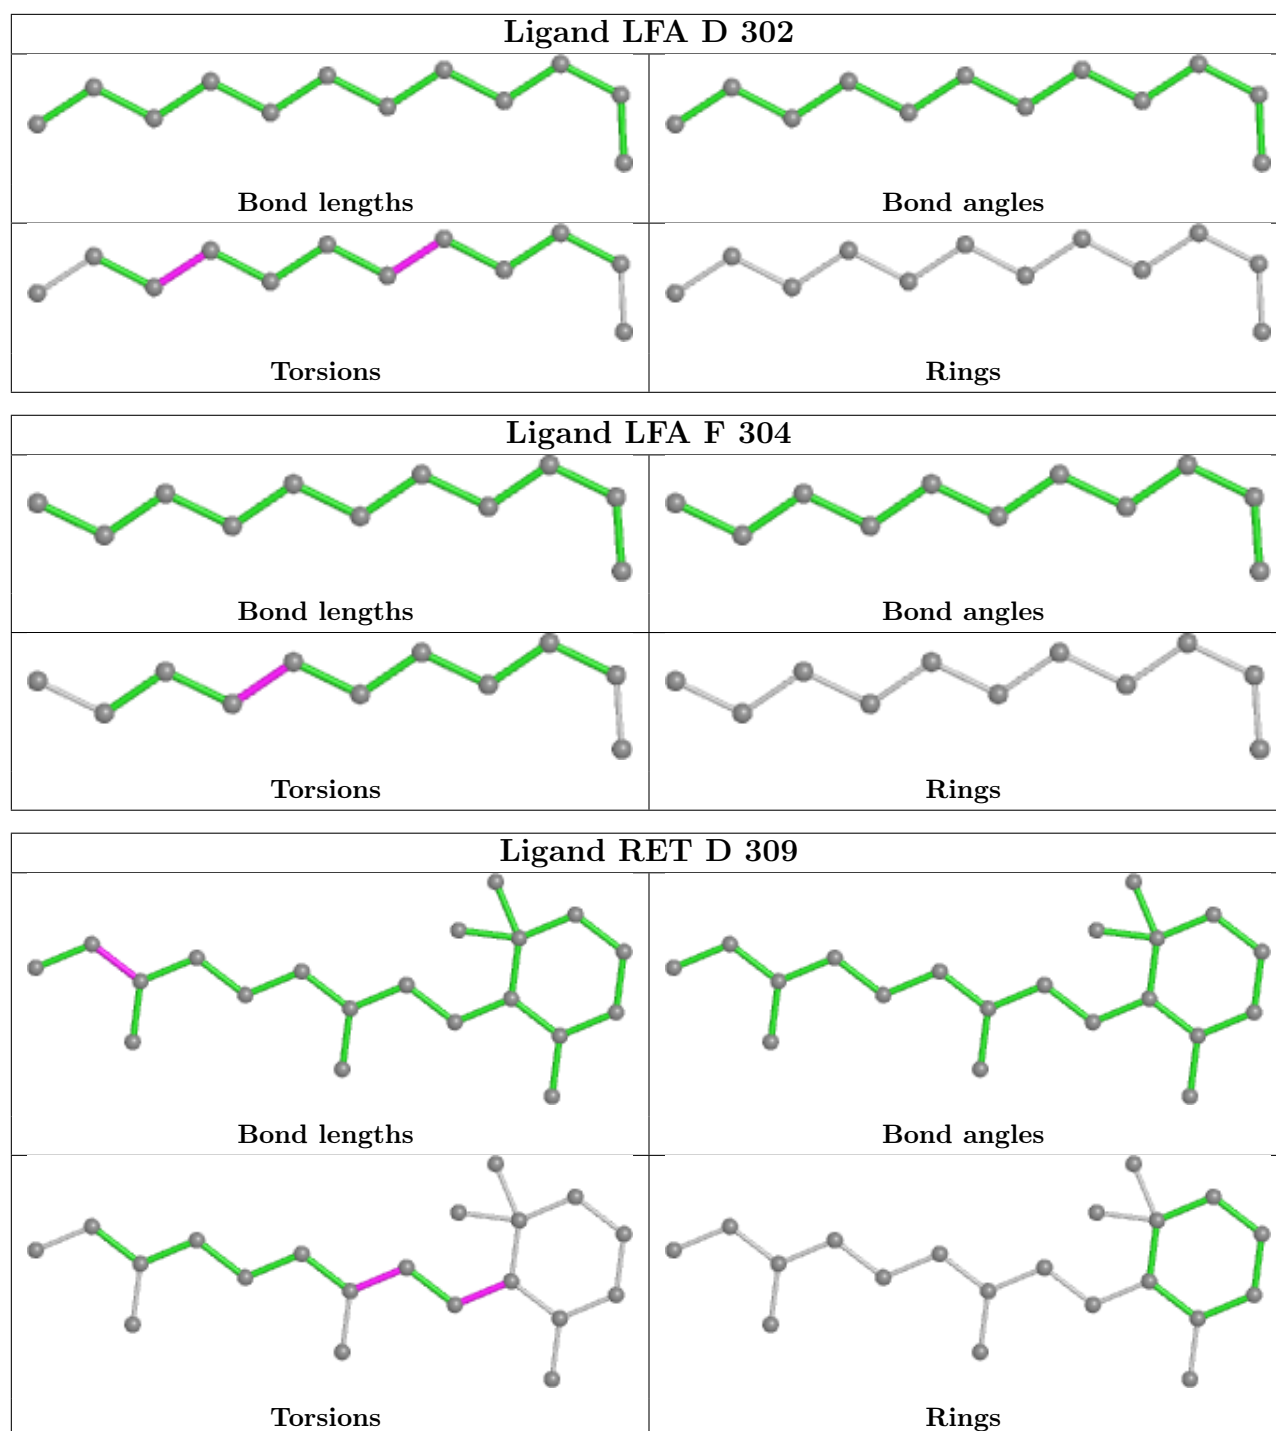 Ligand LFA D 302
Bond lengths
Bond angles
Torsions
Rings
Ligand LFA F 304
Bond lengths
Bond angles
Torsions
Rings
Ligand RET D 309
Bond lengths
Bond angles
Torsions
Rings